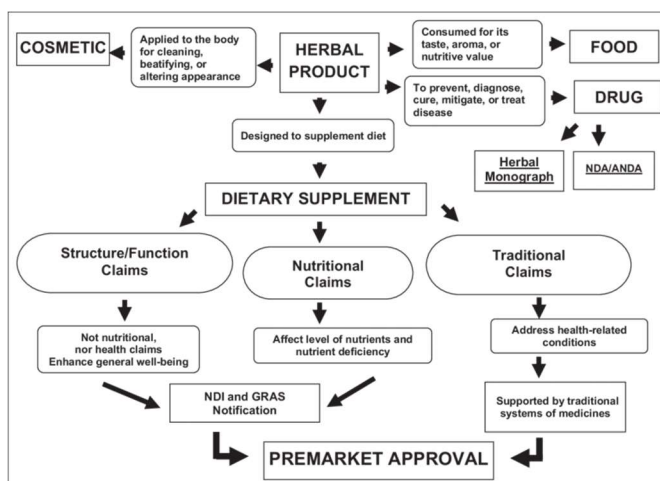 COSMETIC
Applied to the body
for cleaning,
beatifying, or
altering appearance
HERBAL
PRODUCT
Consumed for its
taste, aroma, or
nutritive value
FOOD
To prevent, diagnose,
cure, mitigate, or treat
disease
DRUG
Designed to supplement diet
Herbal
Monograph
NDA/ANDA
DIETARY SUPPLEMENT
Structure/Function
Claims
Nutritional
Claims
Traditional
Claims
Not nutritional,
nor health claims
Enhance general well-being
Affect level of nutrients and
nutrient deficiency
Address health-related
conditions
NDI and GRAS
Notification
Supported by traditional
systems of medicines
PREMARKET APPROVAL